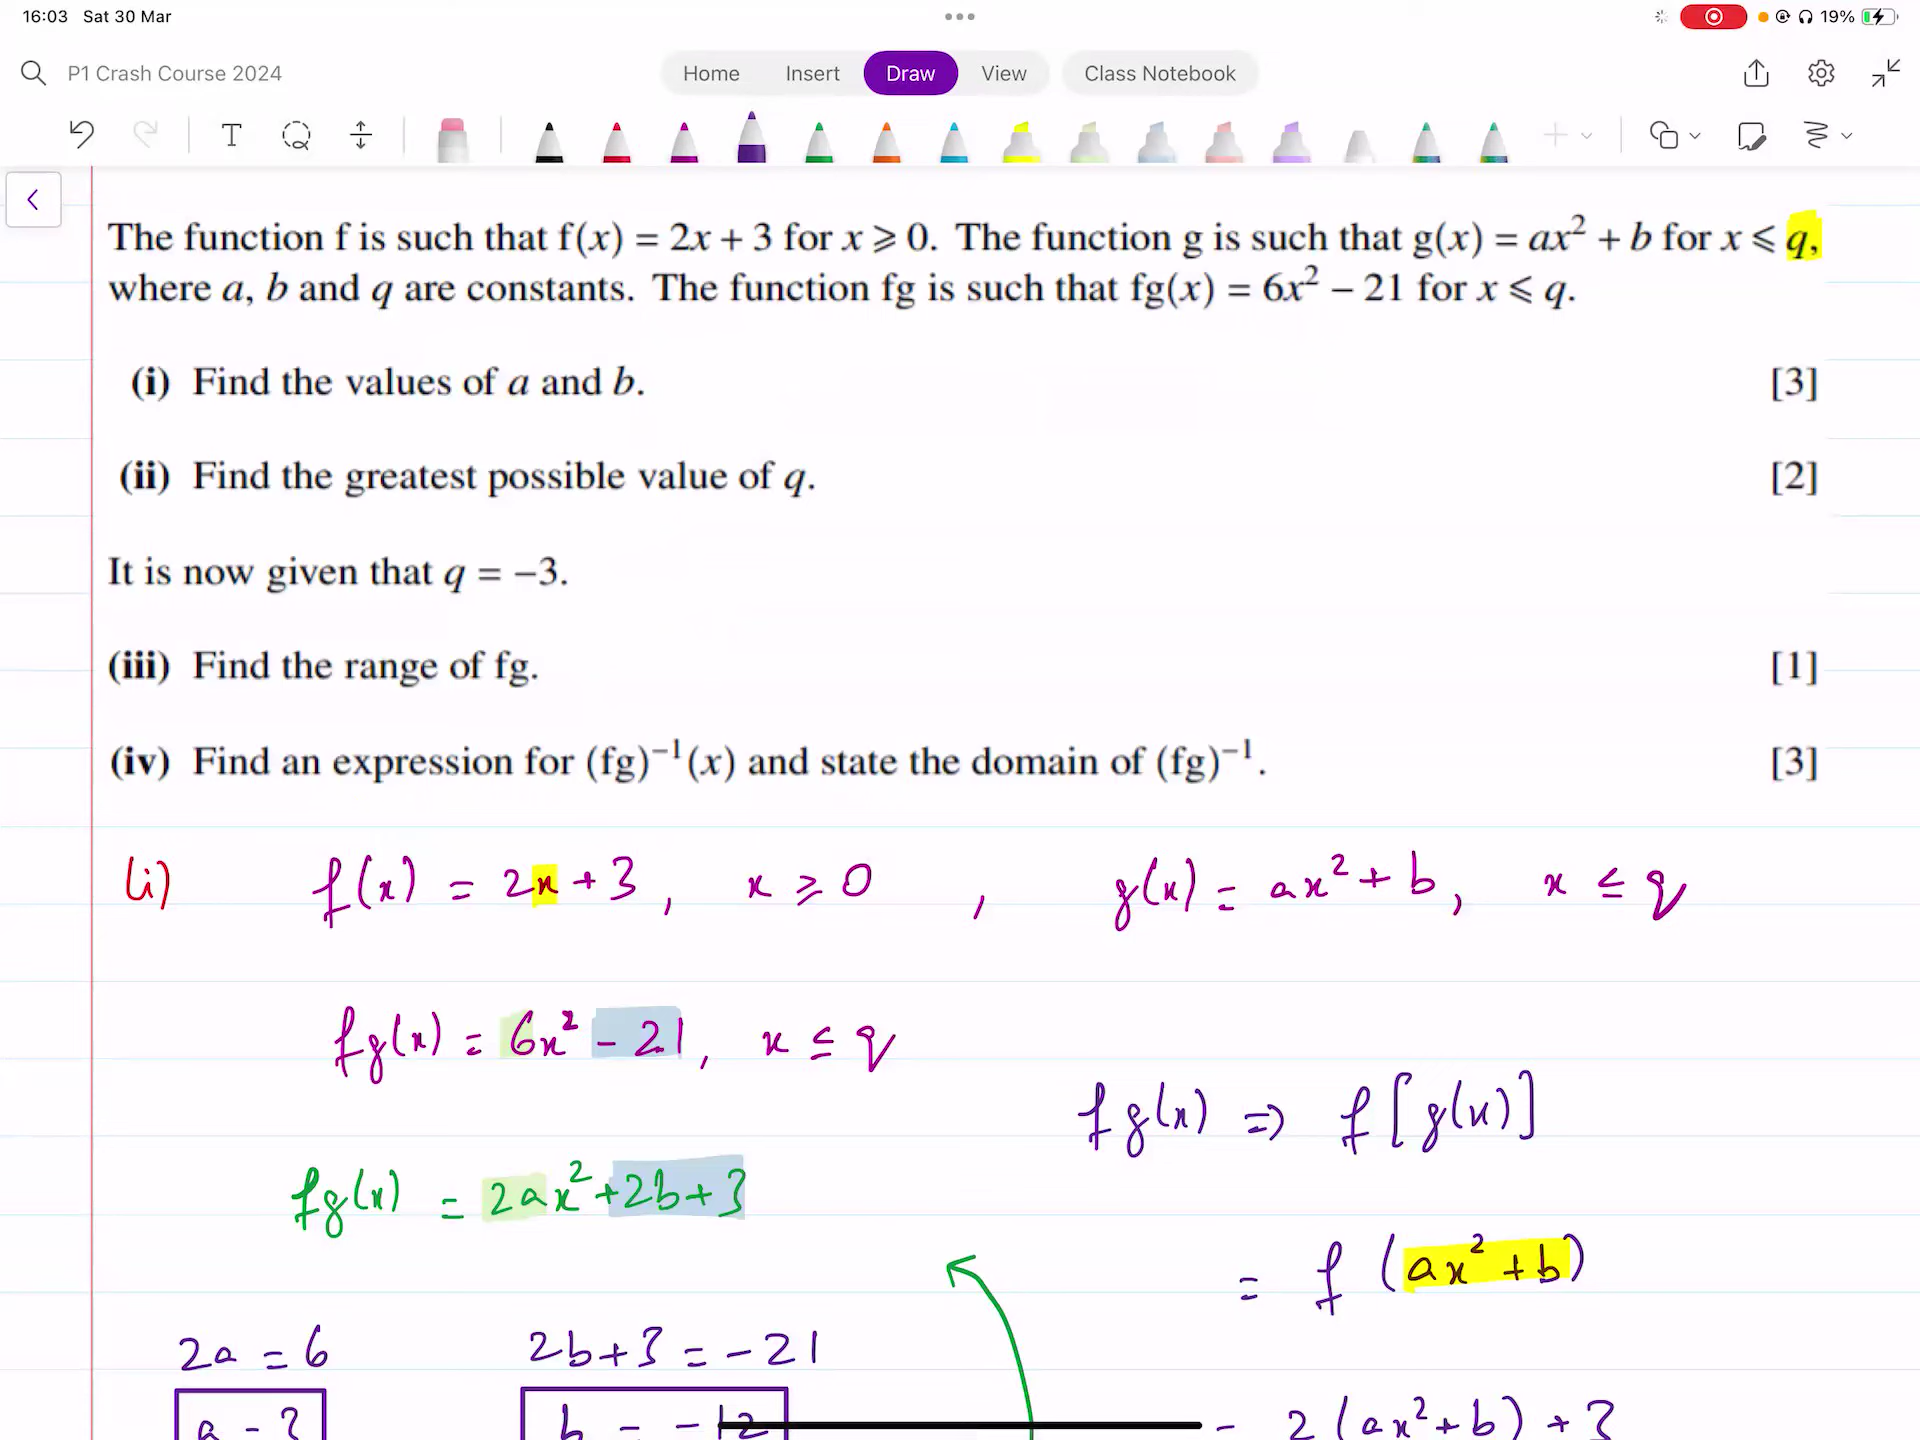 16:03 Sat 30 Mar
19%
P1 Crash Course 2024
Home Insert Draw View Class Notebook
T
The function f is such that f(x) = 2x + 3 for x ⩾ 0. The function g is such that g(x) = ax² + b for x ⩽ q,
where a, b and q are constants. The function fg is such that fg(x) = 6x² − 21 for x ⩽ q.
(i) Find the values of a and b. [3]
(ii) Find the greatest possible value of q. [2]
It is now given that q = −3.
(iii) Find the range of fg. [1]
(iv) Find an expression for (fg)⁻¹(x) and state the domain of (fg)⁻¹. [3]
(i) f(x) = 2x + 3, x ⩾ 0 , g(x) = ax² + b, x ≤ q
fg(x) = 6x² − 21, x ≤ q
fg(x) ⇒ f[g(x)]
fg(x) = 2ax² + 2b + 3
= f(ax² + b)
2a = 6 2b + 3 = −21
a = 3 b = −12 = 2(ax² + b) + 3